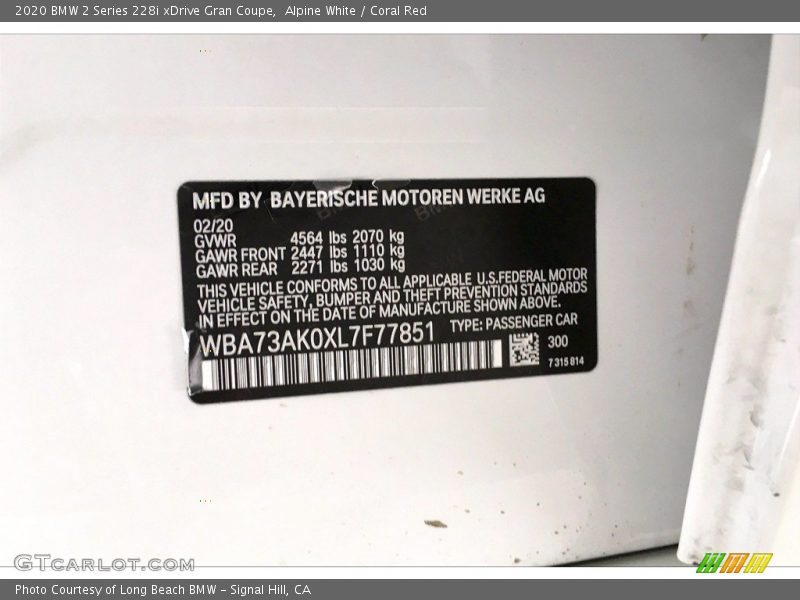 2020 BMW 2 Series 228i xDrive Gran Coupe,  Alpine White / Coral Red
MFD BY BAYERISCHE MOTOREN WERKE AG
02/20
GVWR 4564 lbs 2070 kg
GAWR FRONT 2447 lbs 1110 kg
GAWR REAR 2271 lbs 1030 kg
THIS VEHICLE CONFORMS TO ALL APPLICABLE U.S.FEDERAL MOTOR
VEHICLE SAFETY, BUMPER AND THEFT PREVENTION STANDARDS
IN EFFECT ON THE DATE OF MANUFACTURE SHOWN ABOVE.
WBA73AK0XL7F77851 TYPE: PASSENGER CAR
300
7 315 814
GTCARLOT.COM
Photo Courtesy of Long Beach BMW - Signal Hill, CA